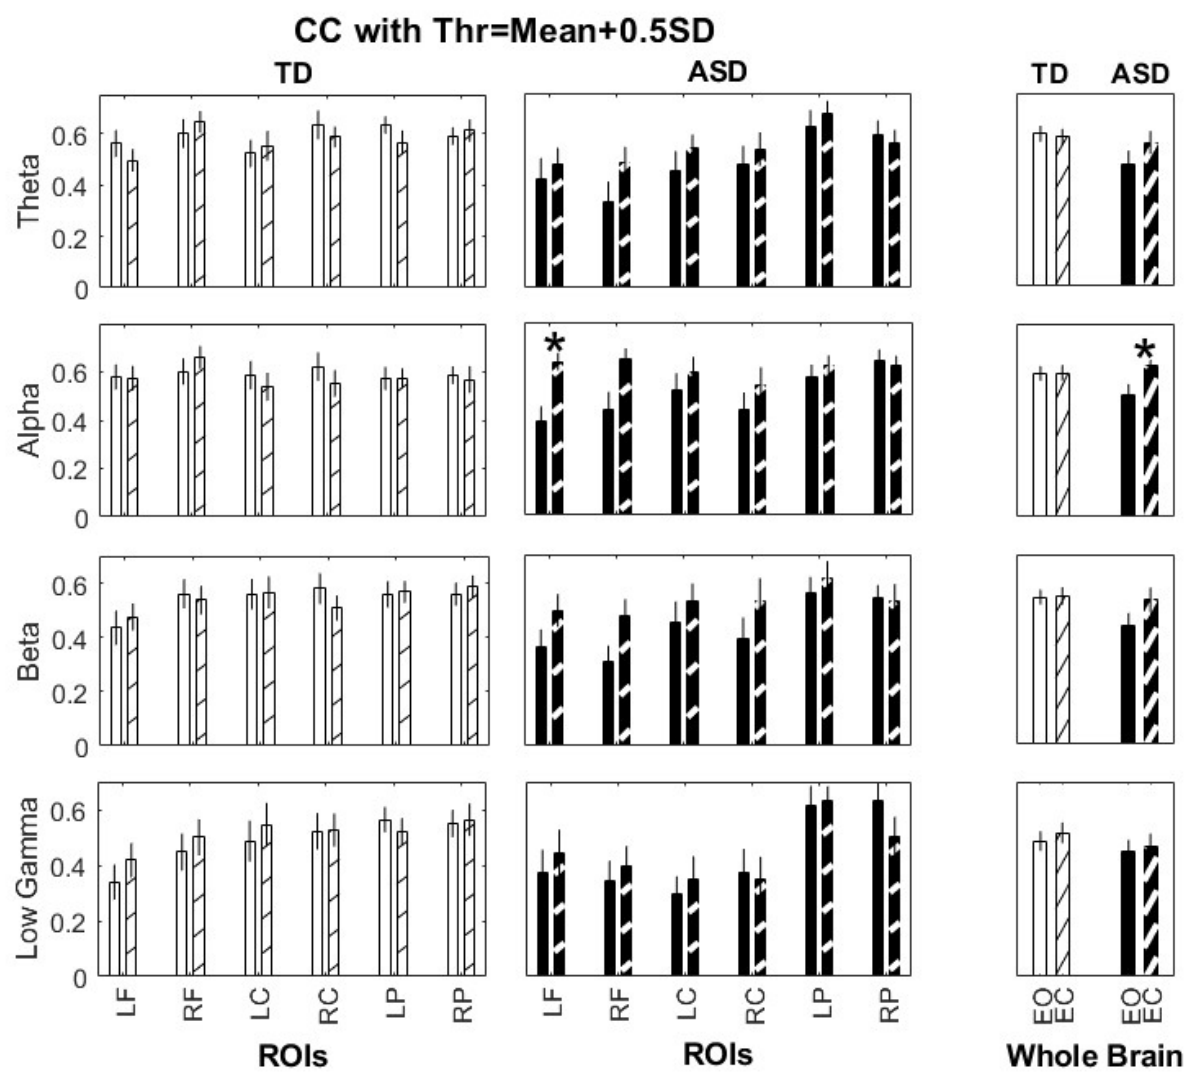 CC with Thr=Mean+0.5SD
TD
ASD
TD ASD
Theta
0.6
0.4
0.2
0
*
*
Alpha
0.6
0.4
0.2
0
Beta
0.6
0.4
0.2
0
Low Gamma
0.6
0.4
0.2
0
LF RF LC RC LP RP
LF RF LC RC LP RP
EO EC EO EC
ROIs
ROIs
Whole Brain